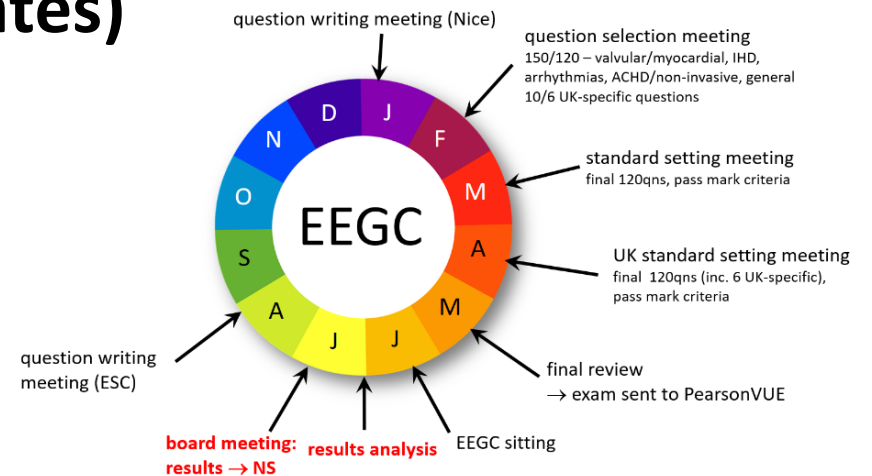 ates)
question writing meeting (Nice)
question selection meeting
150/120 – valvular/myocardial, IHD,
arrhythmias, ACHD/non-invasive, general
10/6 UK-specific questions
standard setting meeting
final 120qns, pass mark criteria
UK standard setting meeting
final  120qns (inc. 6 UK-specific),
pass mark criteria
final review
→ exam sent to PearsonVUE
EEGC sitting
results analysis
board meeting:
results → NS
question writing
meeting (ESC)
J
F
M
A
M
J
J
A
S
O
N
D
EEGC